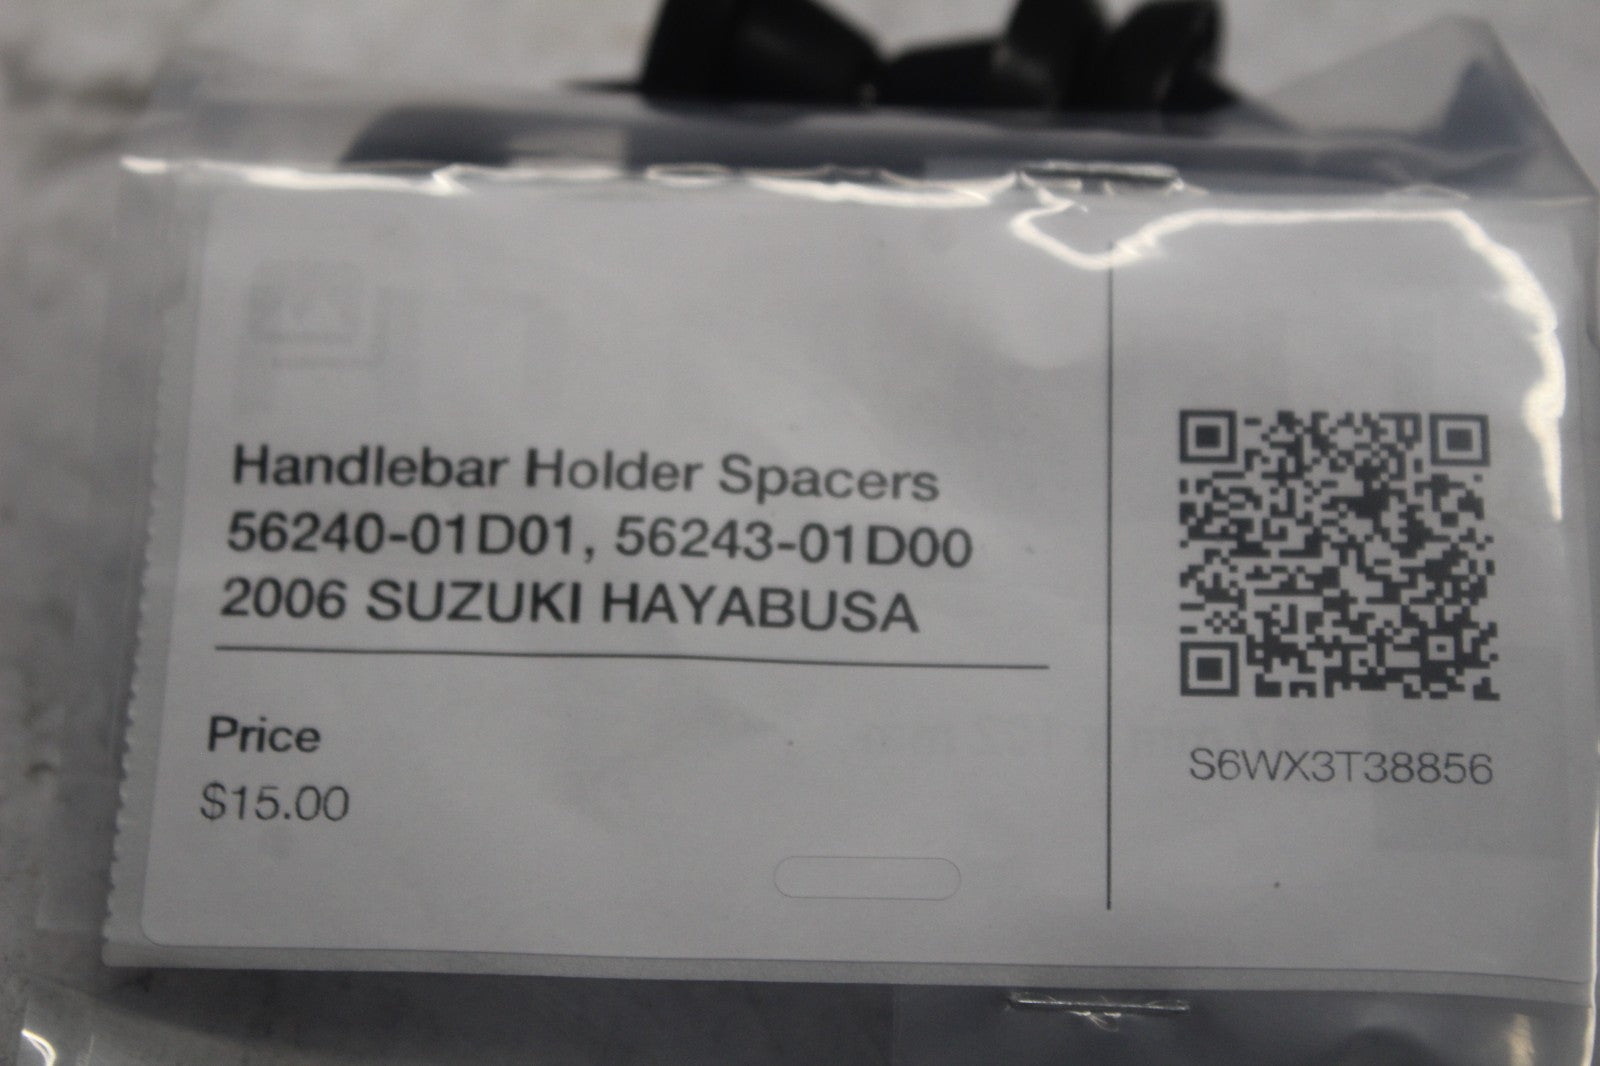 Handlebar Holder Spacers
56240-01D01, 56243-01D00
2006 SUZUKI HAYABUSA
Price
$15.00
S6WX3T38856